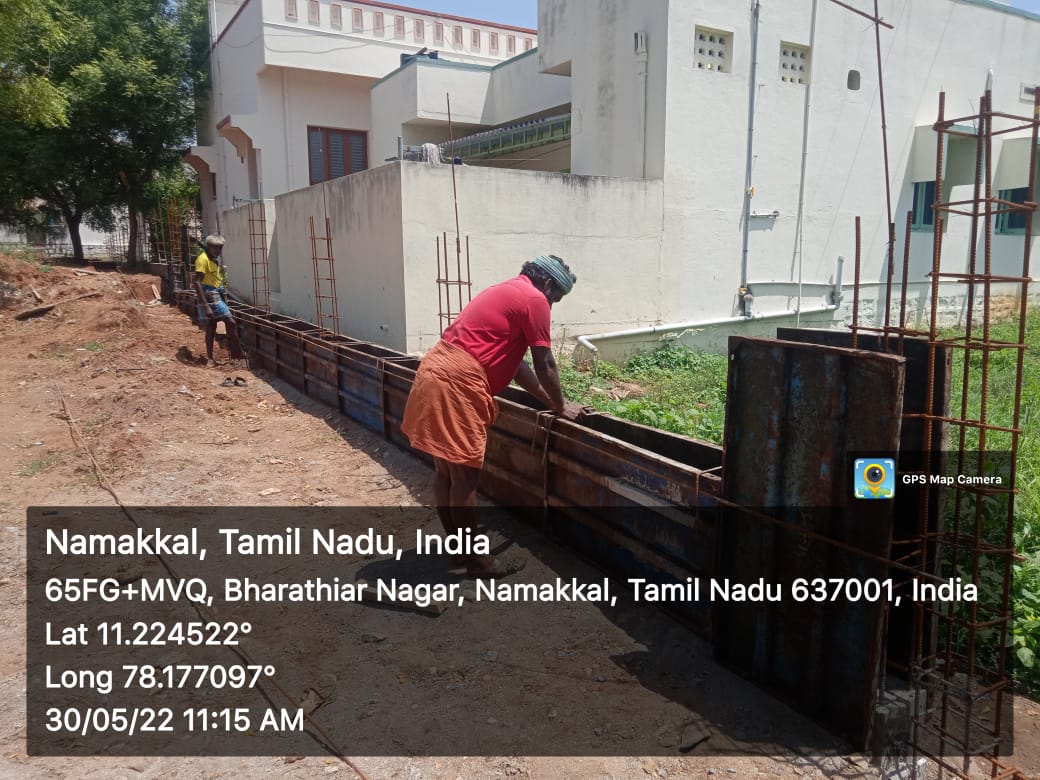 GPS Map Camera
Namakkal, Tamil Nadu, India
65FG+MVQ, Bharathiar Nagar, Namakkal, Tamil Nadu 637001, India
Lat 11.224522°
Long 78.177097°
30/05/22 11:15 AM